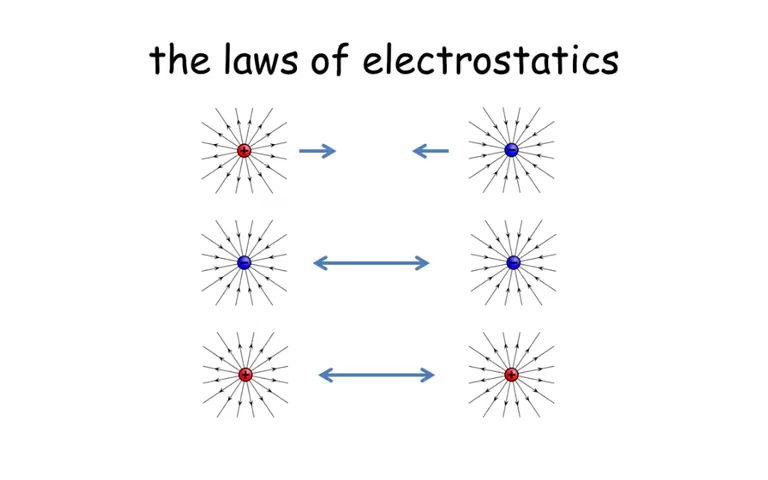 the laws of electrostatics
+ -
- -
+ +